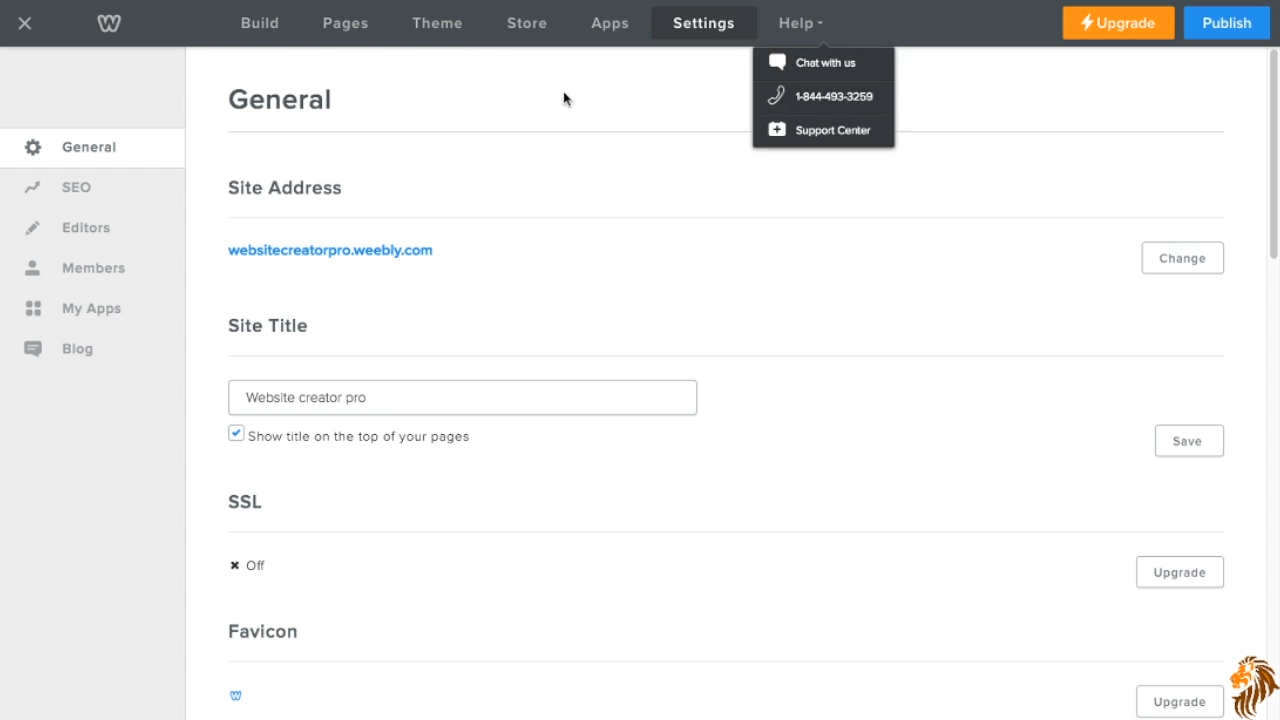 Build
Pages
Theme
Store
Apps
Settings
Help
Upgrade
Publish
Chat with us
1-844-493-3259
Support Center
General
SEO
Editors
Members
My Apps
Blog
General
Site Address
websitecreatorpro.weebly.com
Change
Site Title
Website creator pro
Show title on the top of your pages
Save
SSL
Off
Upgrade
Favicon
Upgrade